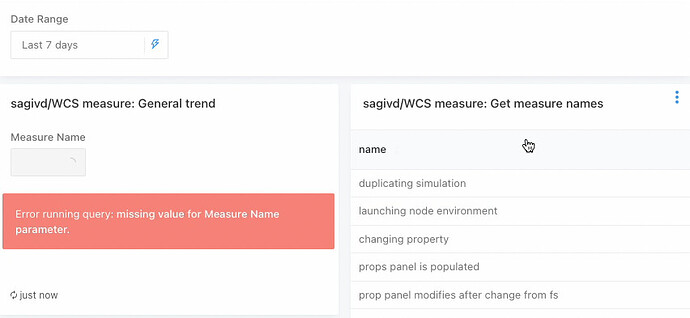 Date Range
Last 7 days
sagivd/WCS measure: General trend
Measure Name
Error running query: missing value for Measure Name
parameter.
just now
sagivd/WCS measure: Get measure names
name
duplicating simulation
launching node environment
changing property
props panel is populated
prop panel modifies after change from fs